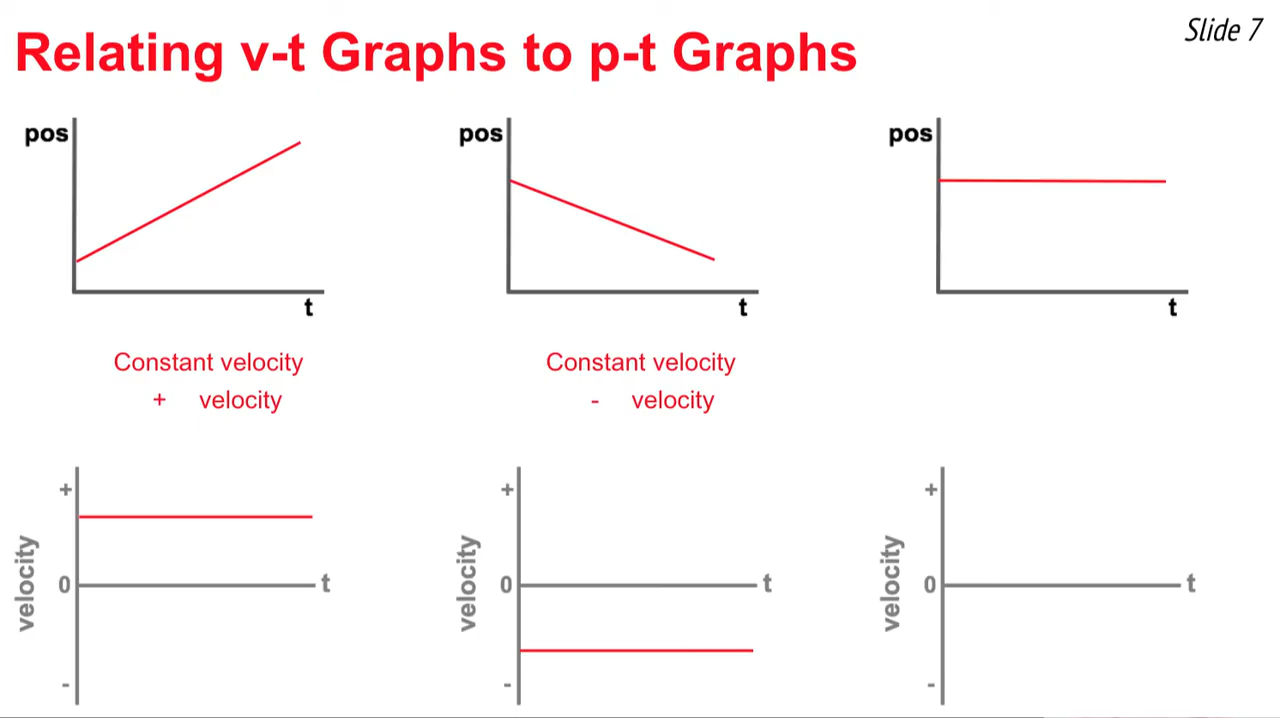 Slide 7
Relating v-t Graphs to p-t Graphs
pos
t
pos
t
pos
t
Constant velocity
+ velocity
Constant velocity
- velocity
+
velocity
0
t
-
+
velocity
0
t
-
+
velocity
0
t
-